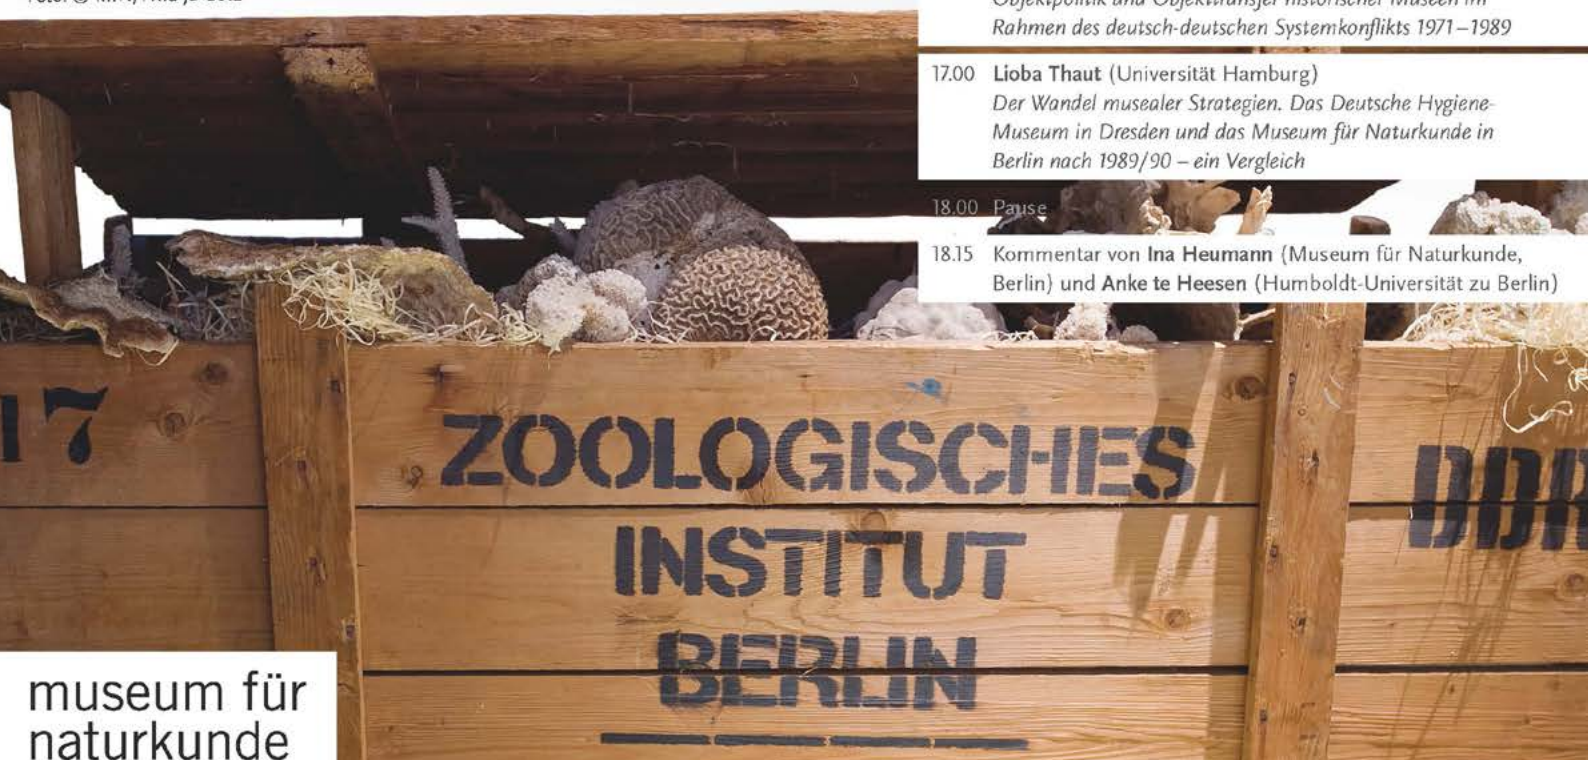 Rahmen des deutsch-deutschen Systemkonflikts 1971–1989
17.00 Lioba Thaut (Universität Hamburg)
Der Wandel musealer Strategien. Das Deutsche Hygiene-
Museum in Dresden und das Museum für Naturkunde in
Berlin nach 1989/90 – ein Vergleich
18.00 Pause
18.15 Kommentar von Ina Heumann (Museum für Naturkunde,
Berlin) und Anke te Heesen (Humboldt-Universität zu Berlin)
17
ZOOLOGISCHES
INSTITUT
BERLIN
DDR
museum für
naturkunde